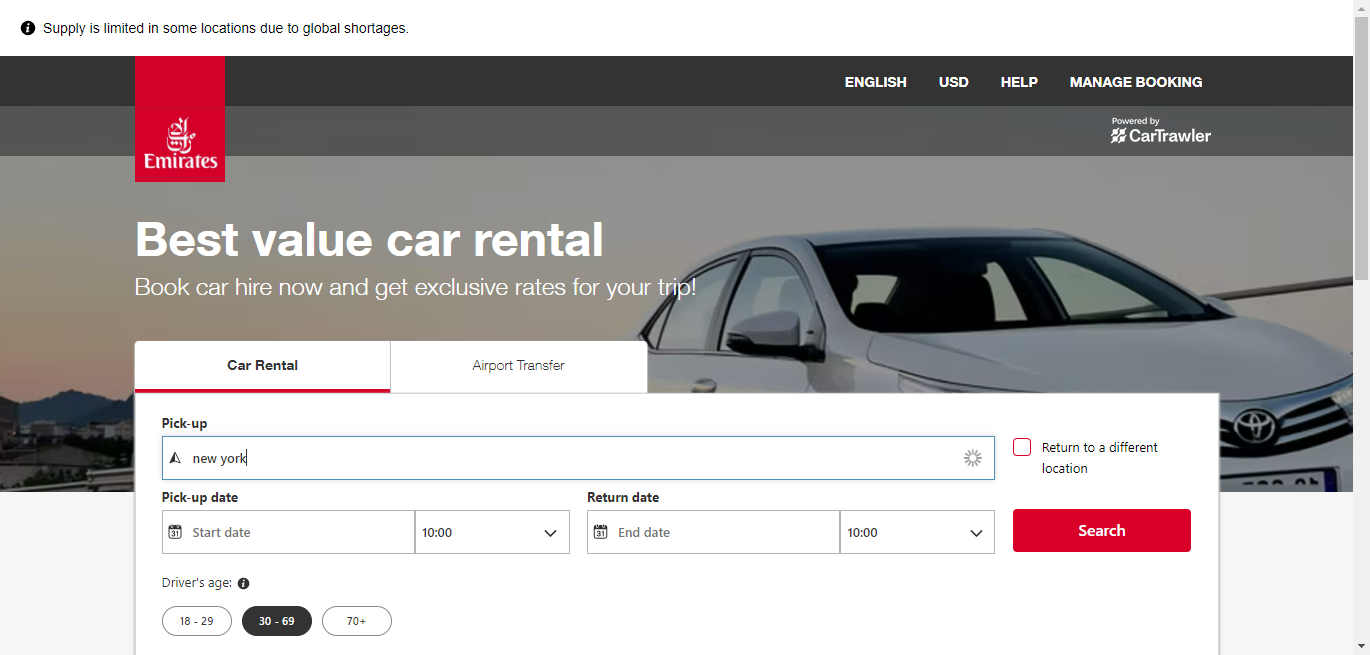 Supply is limited in some locations due to global shortages.
ENGLISH USD HELP MANAGE BOOKING
Powered by
CarTrawler
Emirates
Best value car rental
Book car hire now and get exclusive rates for your trip!
Car Rental
Airport Transfer
Pick-up
new york
Return to a different
location
Pick-up date
Return date
31 Start date
10:00
31 End date
10:00
Search
Driver's age:
18 - 29
30 - 69
70+